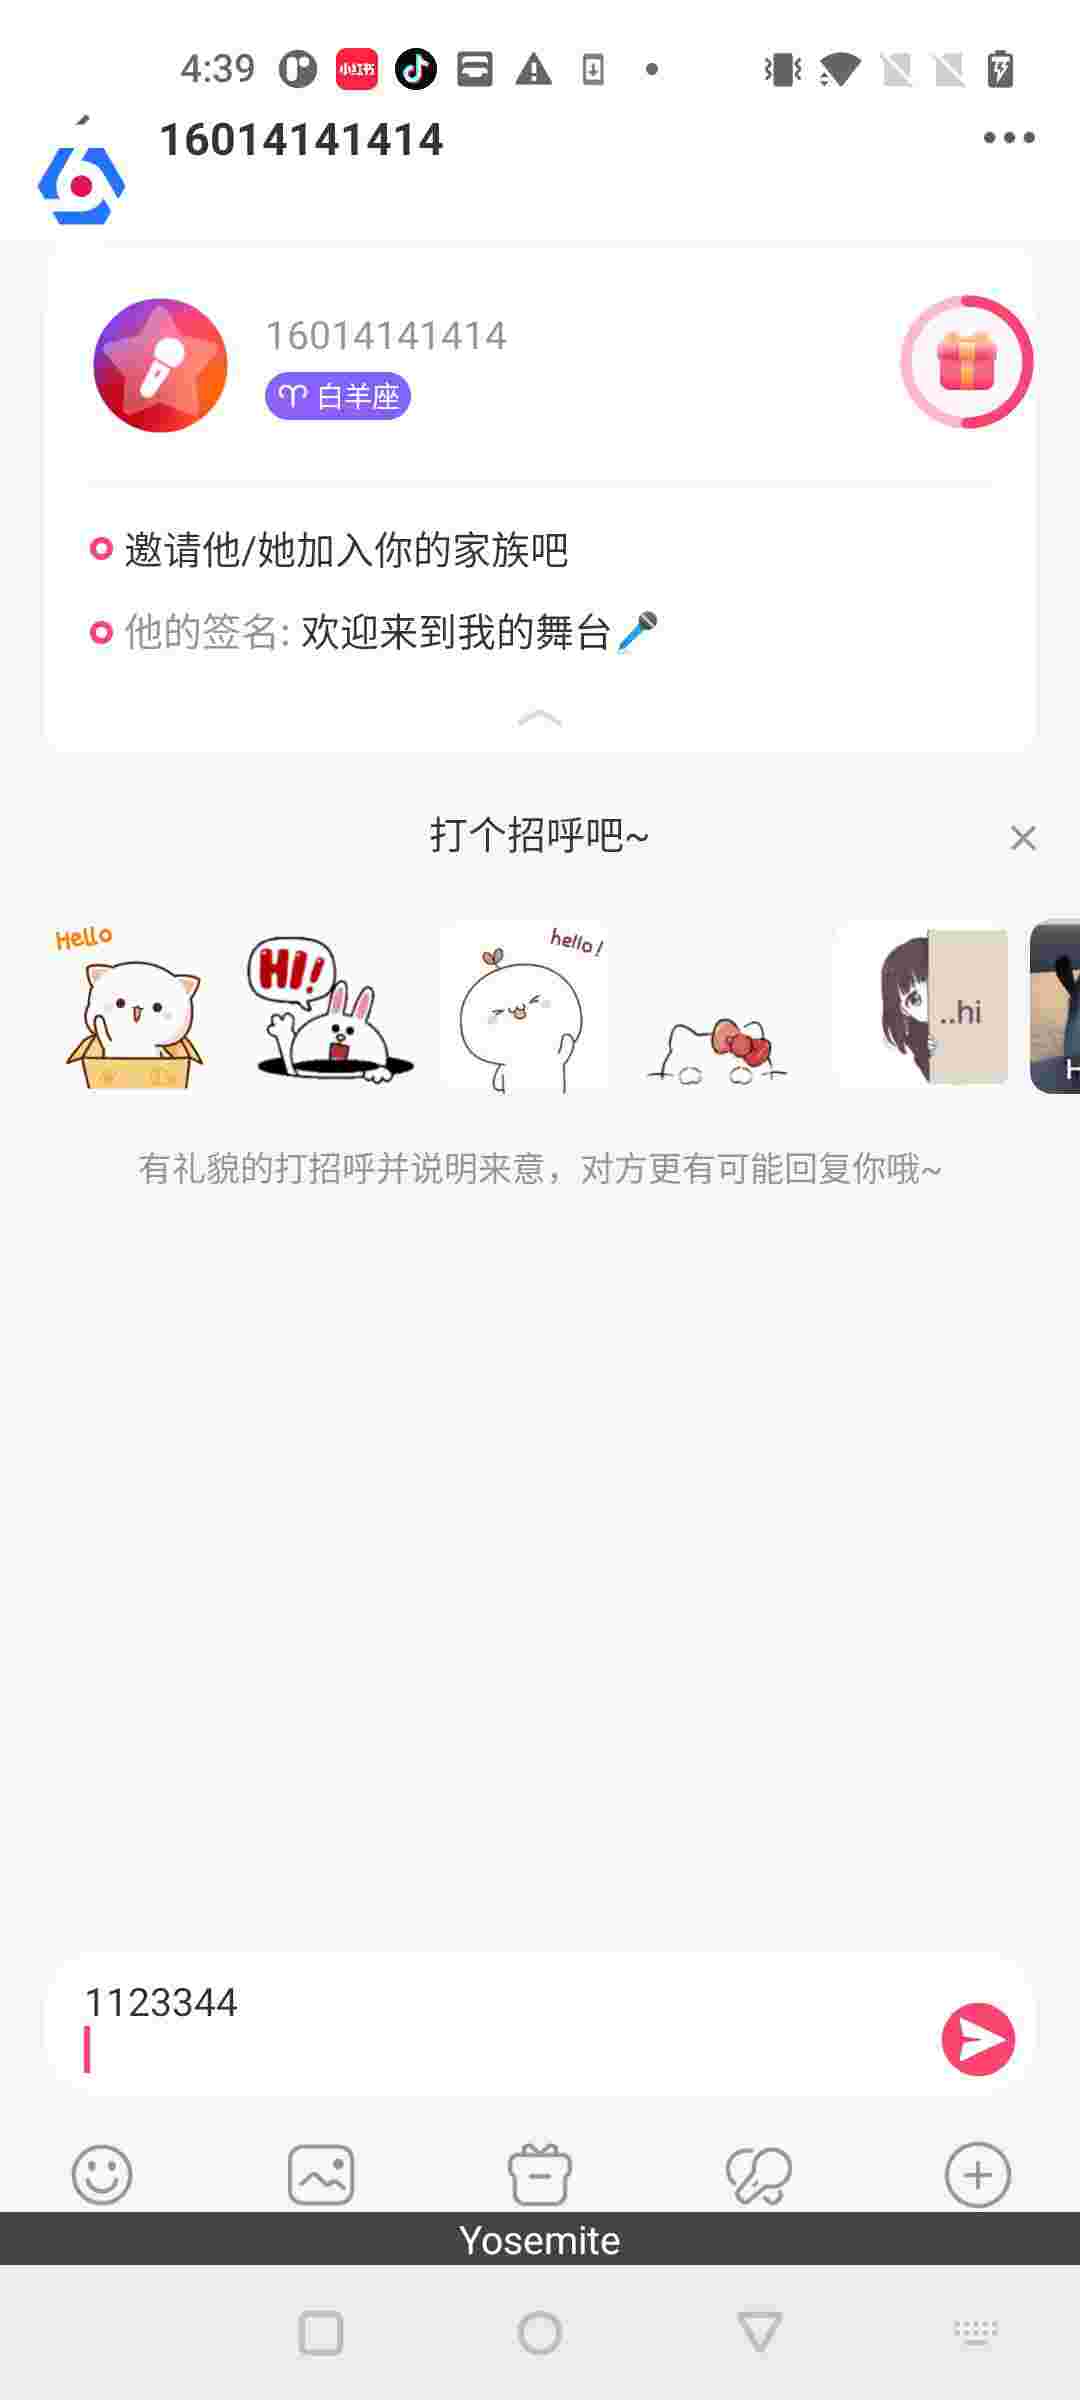 4:39
小红书
16014141414
16014141414
白羊座
邀请他/她加入你的家族吧
他的签名: 欢迎来到我的舞台🎤
打个招呼吧~
Hello
HI!
hello!
..hi
H
有礼貌的打招呼并说明来意，对方更有可能回复你哦~
1123344
Yosemite